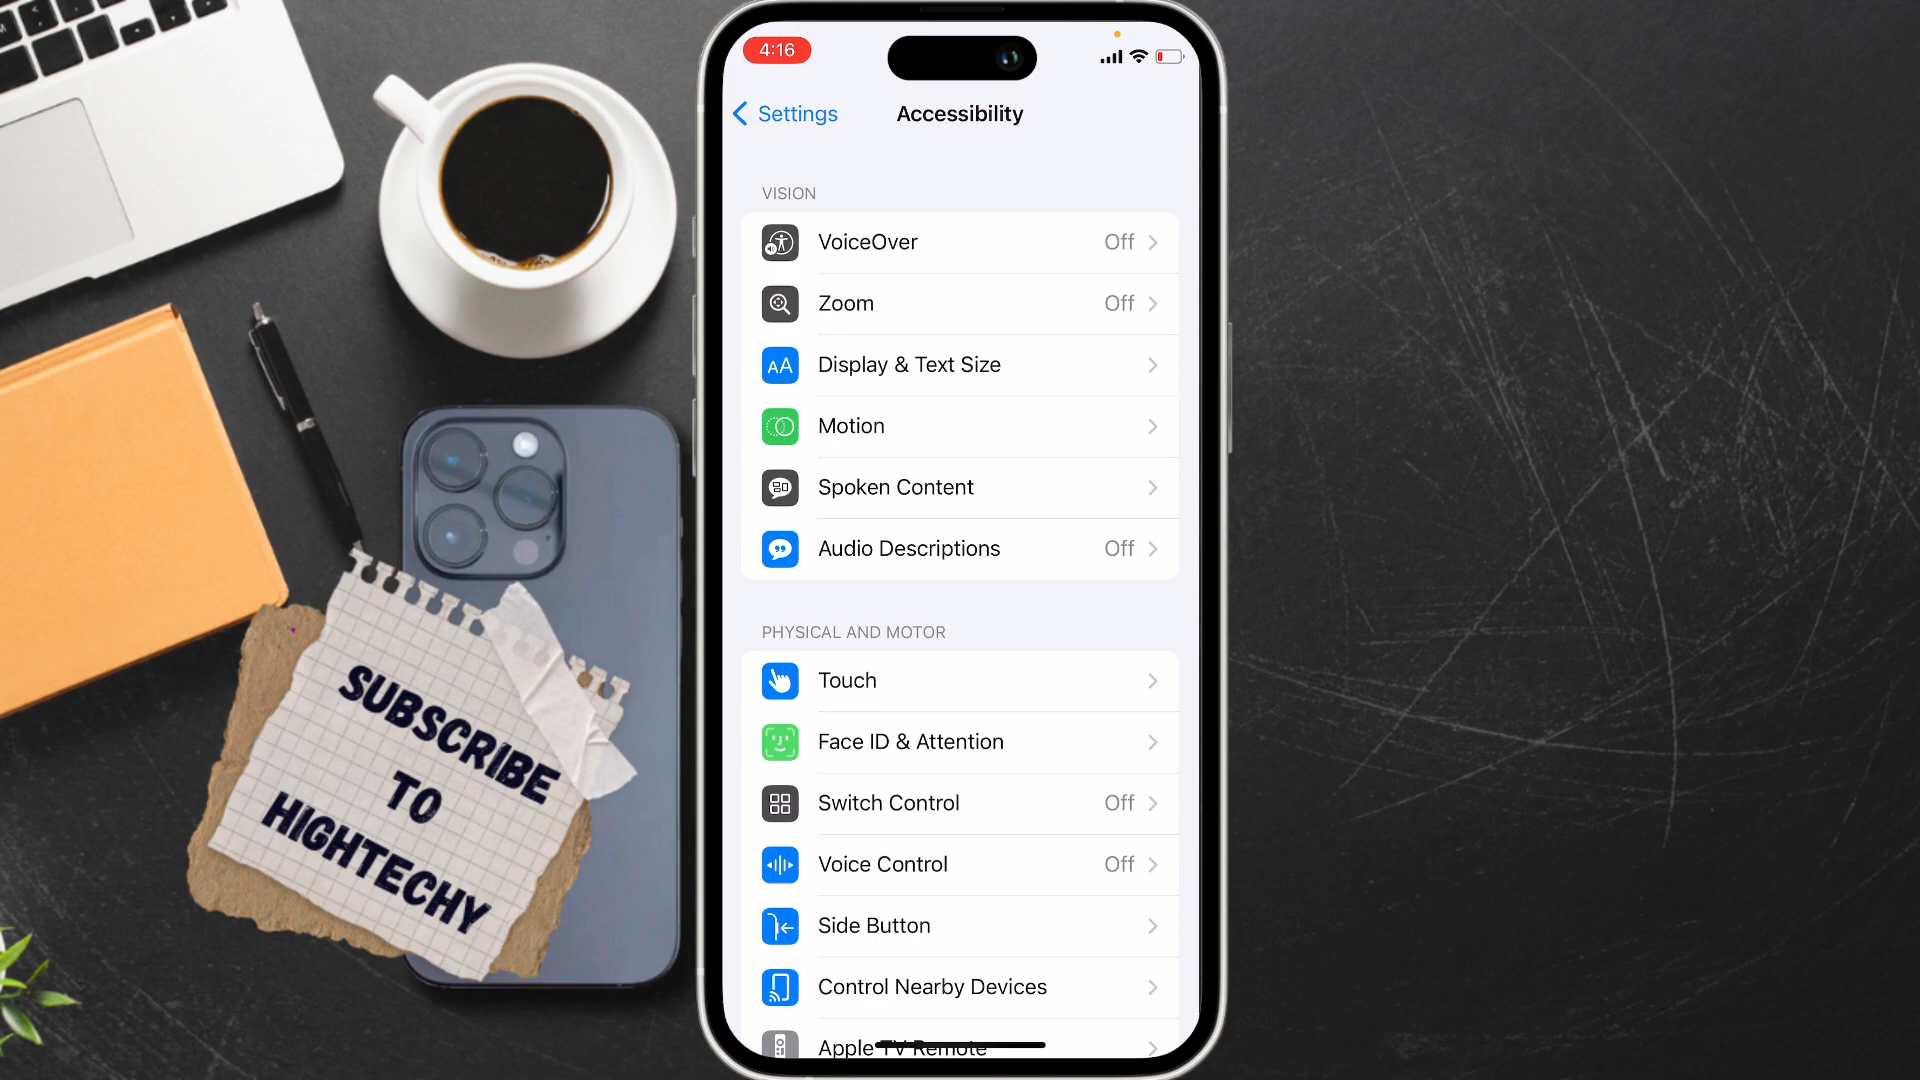 4:16
Settings
Accessibility
VISION
VoiceOver Off
Zoom Off
AA Display & Text Size
Motion
Spoken Content
Audio Descriptions Off
PHYSICAL AND MOTOR
Touch
Face ID & Attention
Switch Control Off
Voice Control Off
Side Button
Control Nearby Devices
Apple TV Remote
SUBSCRIBE
TO
HIGHTECHY